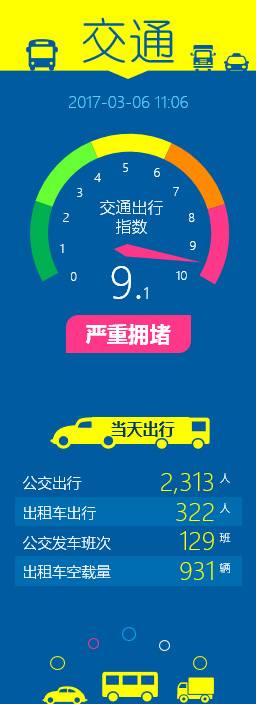 交通
2017-03-06 11:06
0
1
2
3
4
5
6
7
8
9
10
交通出行
指数
9.1
严重拥堵
当天出行
公交出行 2,313 人
出租车出行 322 人
公交发车班次 129 班
出租车空载量 931 辆